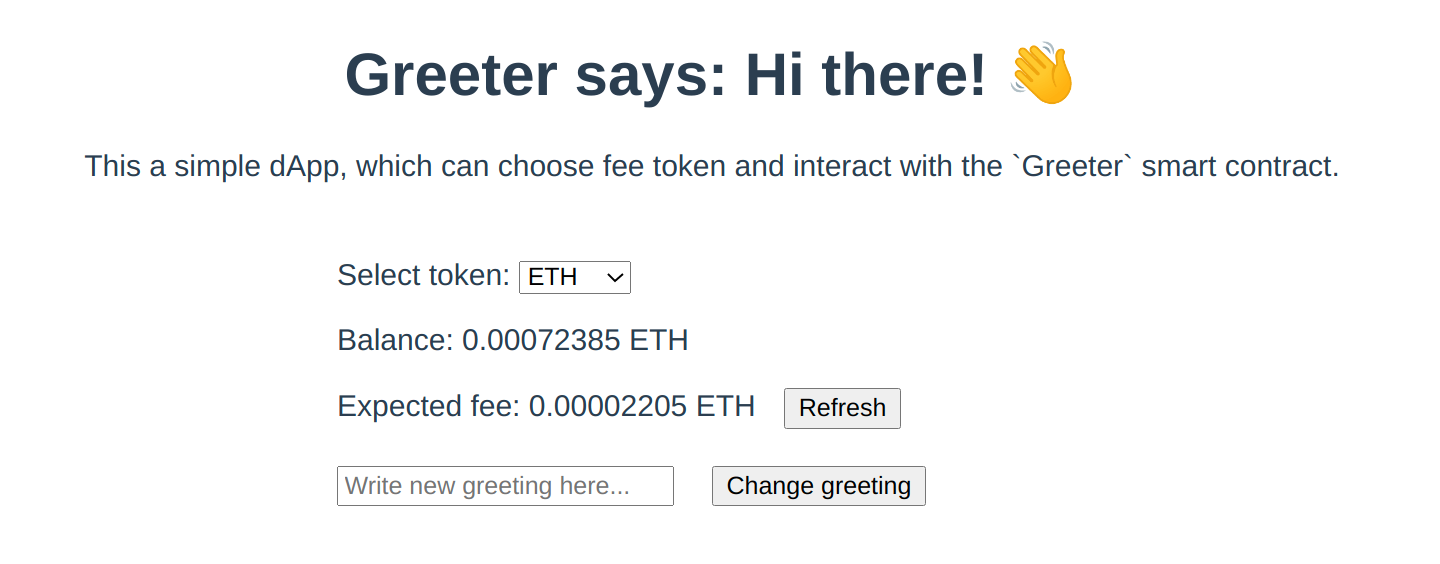 Greeter says: Hi there! 👋
This a simple dApp, which can choose fee token and interact with the `Greeter` smart contract.
Select token: ETH
Balance: 0.00072385 ETH
Expected fee: 0.00002205 ETH Refresh
Write new greeting here... Change greeting